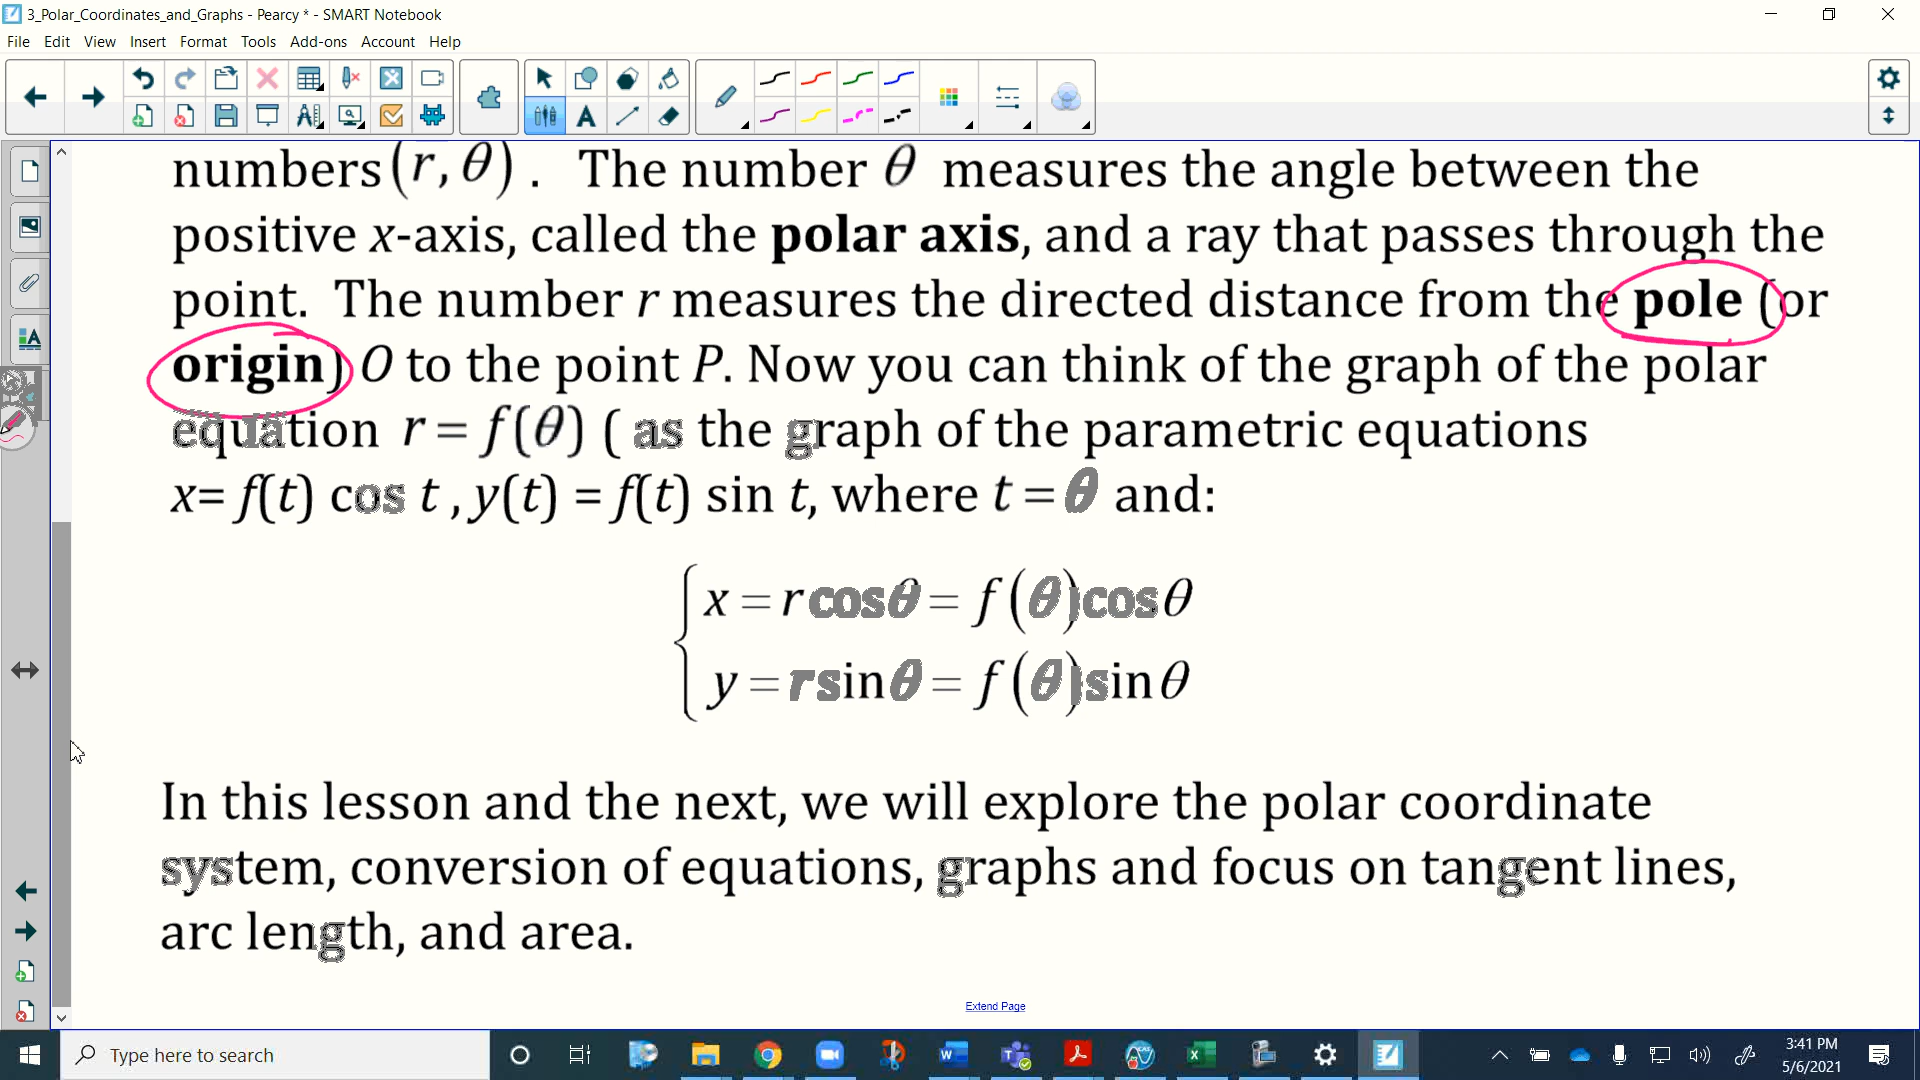 3_Polar_Coordinates_and_Graphs - Pearcy * - SMART Notebook
File Edit View Insert Format Tools Add-ons Account Help
numbers (r, θ) . The number θ measures the angle between the
positive x-axis, called the polar axis, and a ray that passes through the
point. The number r measures the directed distance from the pole (or
origin) O to the point P. Now you can think of the graph of the polar
equation r = f(θ) ( as the graph of the parametric equations
x= f(t) cos t , y(t) = f(t) sin t, where t = θ and:
x = r cos θ = f(θ)cos θ
y = r sin θ = f(θ)sin θ
In this lesson and the next, we will explore the polar coordinate
system, conversion of equations, graphs and focus on tangent lines,
arc length, and area.
Extend Page
Type here to search
3:41 PM
5/6/2021